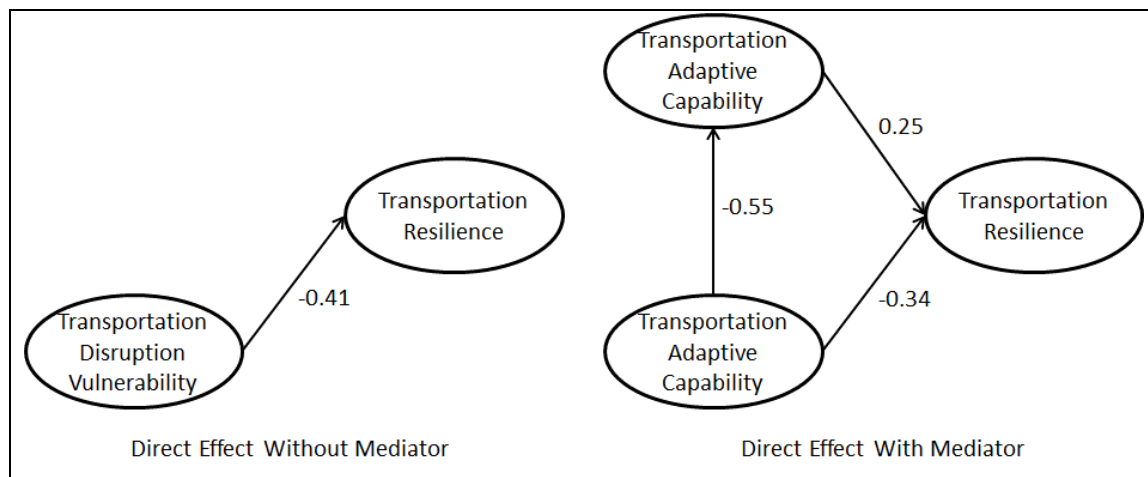 Transportation
Resilience
-0.41
Transportation
Disruption
Vulnerability
Direct Effect Without Mediator
Transportation
Adaptive
Capability
0.25
-0.55
Transportation
Resilience
-0.34
Transportation
Adaptive
Capability
Direct Effect With Mediator